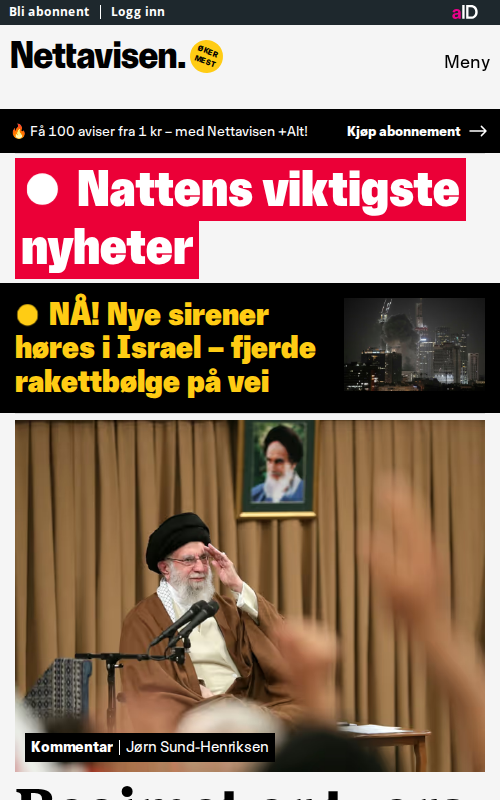 Bli abonnent | Logg inn
aID
Nettavisen.
ØKER
MEST
Meny
🔥 Få 100 aviser fra 1 kr – med Nettavisen +Alt!
Kjøp abonnement →
Nattens viktigste
nyheter
NÅ! Nye sirener
høres i Israel – fjerde
rakettbølge på vei
Kommentar | Jørn Sund-Henriksen